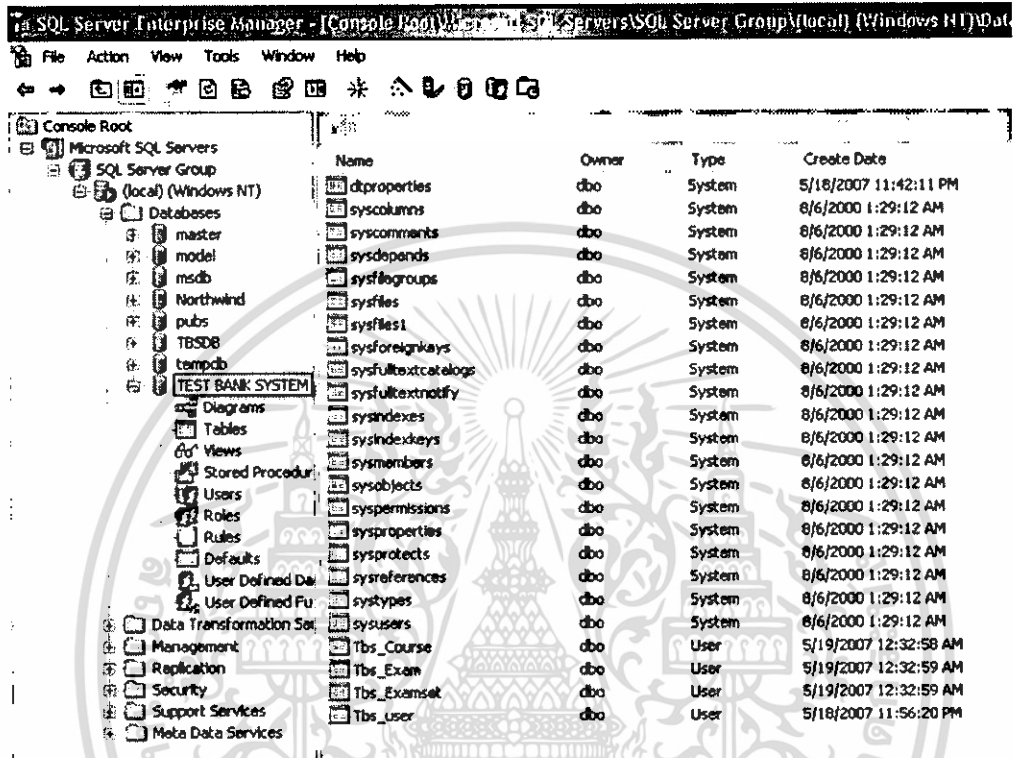 SQL Server Enterprise Manager - [Console Root\Microsoft SQL Servers\SQL Server Group\(local) (Windows NT)\Data
File Action View Tools Window Help
Console Root
Microsoft SQL Servers
SQL Server Group
(local) (Windows NT)
Databases
master
model
msdb
Northwind
pubs
TBSDB
tempdb
TEST BANK SYSTEM
Diagrams
Tables
Views
Stored Procedur
Users
Roles
Rules
Defaults
User Defined Da
User Defined Fu
Data Transformation Se
Management
Replication
Security
Support Services
Meta Data Services
Name Owner Type Create Date
dtproperties dbo System 5/18/2007 11:42:11 PM
syscolumns dbo System 8/6/2000 1:29:12 AM
syscomments dbo System 8/6/2000 1:29:12 AM
sysdepends dbo System 8/6/2000 1:29:12 AM
sysfilegroups dbo System 8/6/2000 1:29:12 AM
sysfiles dbo System 8/6/2000 1:29:12 AM
sysfiles1 dbo System 8/6/2000 1:29:12 AM
sysforeignkeys dbo System 8/6/2000 1:29:12 AM
sysfulltextcatalogs dbo System 8/6/2000 1:29:12 AM
sysfulltextnotify dbo System 8/6/2000 1:29:12 AM
sysindexes dbo System 8/6/2000 1:29:12 AM
sysindexkeys dbo System 8/6/2000 1:29:12 AM
sysmembers dbo System 8/6/2000 1:29:12 AM
sysobjects dbo System 8/6/2000 1:29:12 AM
syspermissions dbo System 8/6/2000 1:29:12 AM
sysproperties dbo System 8/6/2000 1:29:12 AM
sysprotects dbo System 8/6/2000 1:29:12 AM
sysreferences dbo System 8/6/2000 1:29:12 AM
systypes dbo System 8/6/2000 1:29:12 AM
sysusers dbo System 8/6/2000 1:29:12 AM
Tbs_Course dbo User 5/19/2007 12:32:58 AM
Tbs_Exam dbo User 5/19/2007 12:32:59 AM
Tbs_Examset dbo User 5/19/2007 12:32:59 AM
Tbs_user dbo User 5/18/2007 11:56:20 PM